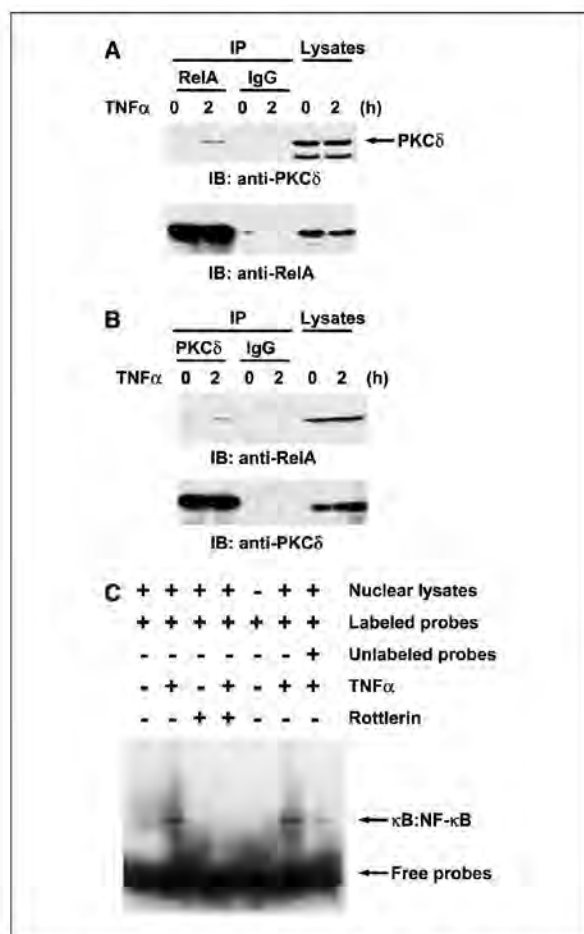 A
IP Lysates
RelA IgG
TNFα 0 2 0 2 0 2 (h)
PKCδ
IB: anti-PKCδ
IB: anti-RelA
B
IP Lysates
PKCδ IgG
TNFα 0 2 0 2 0 2 (h)
IB: anti-RelA
IB: anti-PKCδ
C + + + + - + + Nuclear lysates
+ + + + + + + Labeled probes
- - - - - - + Unlabeled probes
- + - + - + + TNFα
- - + + - - - Rottlerin
κB:NF-κB
Free probes